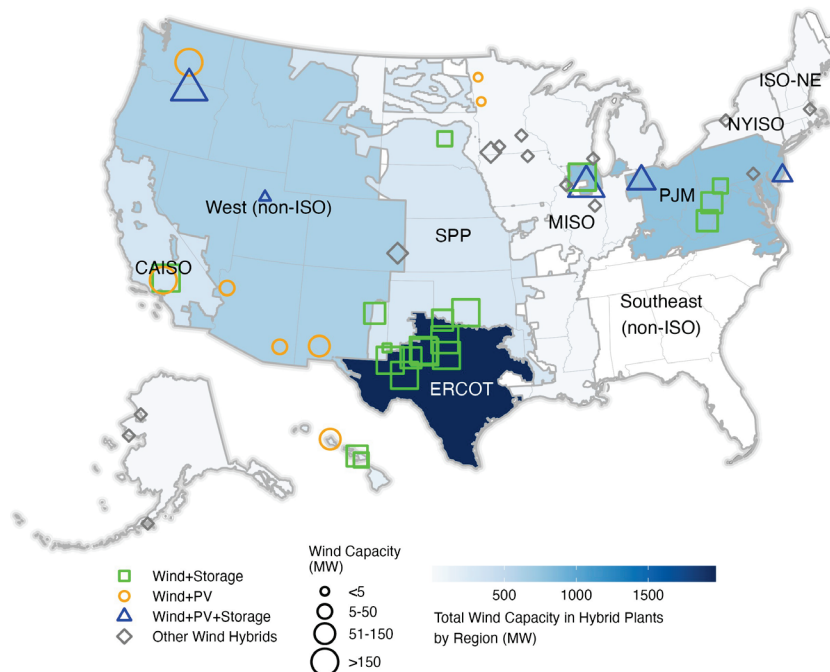 ISO-NE
NYISO
PJM
MISO
West (non-ISO)
SPP
CAISO
Southeast
(non-ISO)
ERCOT
Wind+Storage
Wind+PV
Wind+PV+Storage
Other Wind Hybrids
Wind Capacity
(MW)
<5
5-50
51-150
>150
500 1000 1500
Total Wind Capacity in Hybrid Plants
by Region (MW)